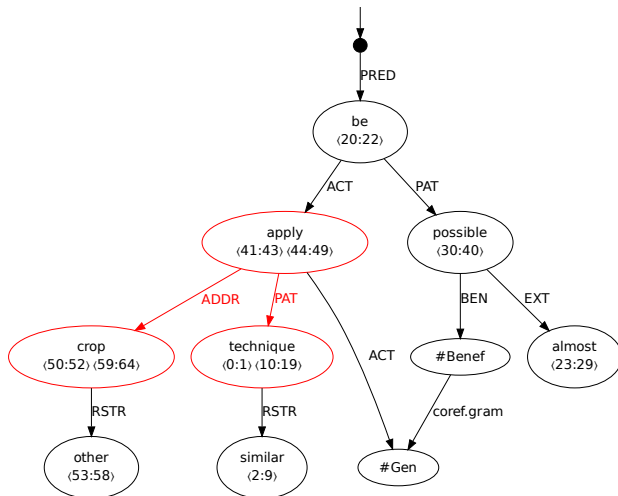 PRED
be
⟨20:22⟩
ACT
PAT
apply
⟨41:43⟩ ⟨44:49⟩
possible
⟨30:40⟩
ADDR
PAT
BEN
EXT
crop
⟨50:52⟩ ⟨59:64⟩
technique
⟨0:1⟩ ⟨10:19⟩
ACT
#Benef
almost
⟨23:29⟩
RSTR
RSTR
coref.gram
other
⟨53:58⟩
similar
⟨2:9⟩
#Gen